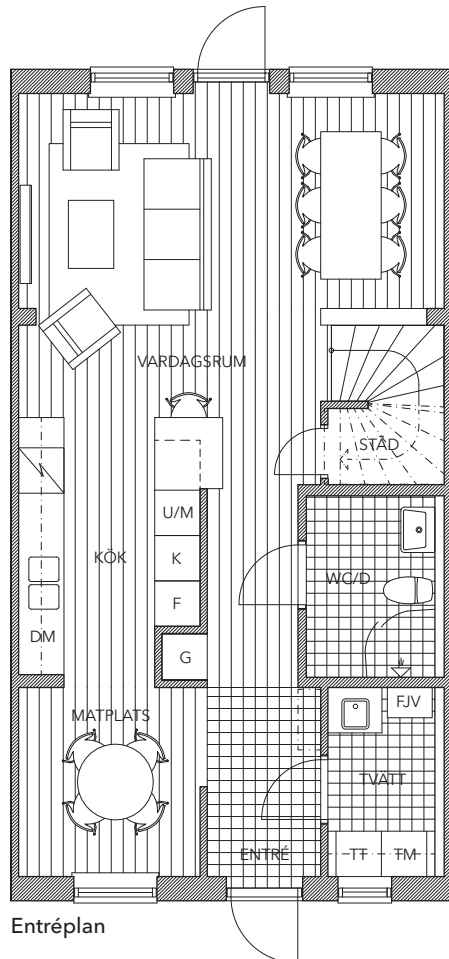 VARDAGSRUM
STÄD
U/M
KÖK
K
WC/D
F
DM
G
MATPLATS
FJV
TVÄTT
ENTRÉ
TT
TM
Entréplan